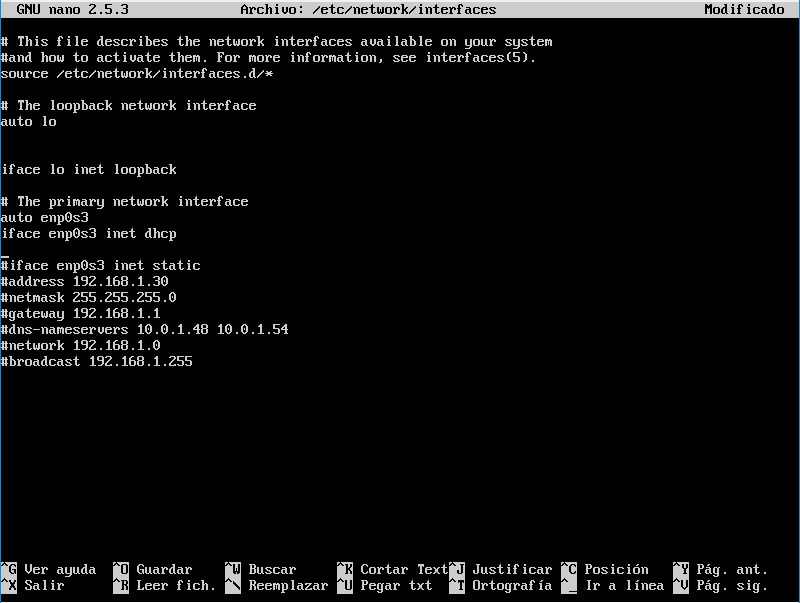 GNU nano 2.5.3 Archivo: /etc/network/interfaces Modificado
# This file describes the network interfaces available on your system
#and how to activate them. For more information, see interfaces(5).
source /etc/network/interfaces.d/*
# The loopback network interface
auto lo
iface lo inet loopback
# The primary network interface
auto enp0s3
iface enp0s3 inet dhcp
#iface enp0s3 inet static
#address 192.168.1.30
#netmask 255.255.255.0
#gateway 192.168.1.1
#dns-nameservers 10.0.1.48 10.0.1.54
#network 192.168.1.0
#broadcast 192.168.1.255
^G Ver ayuda ^O Guardar ^W Buscar ^K Cortar Text ^J Justificar ^C Posición ^Y Pág. ant.
^X Salir ^R Leer fich. ^\ Reemplazar ^U Pegar txt ^T Ortografía ^_ Ir a línea ^V Pág. sig.